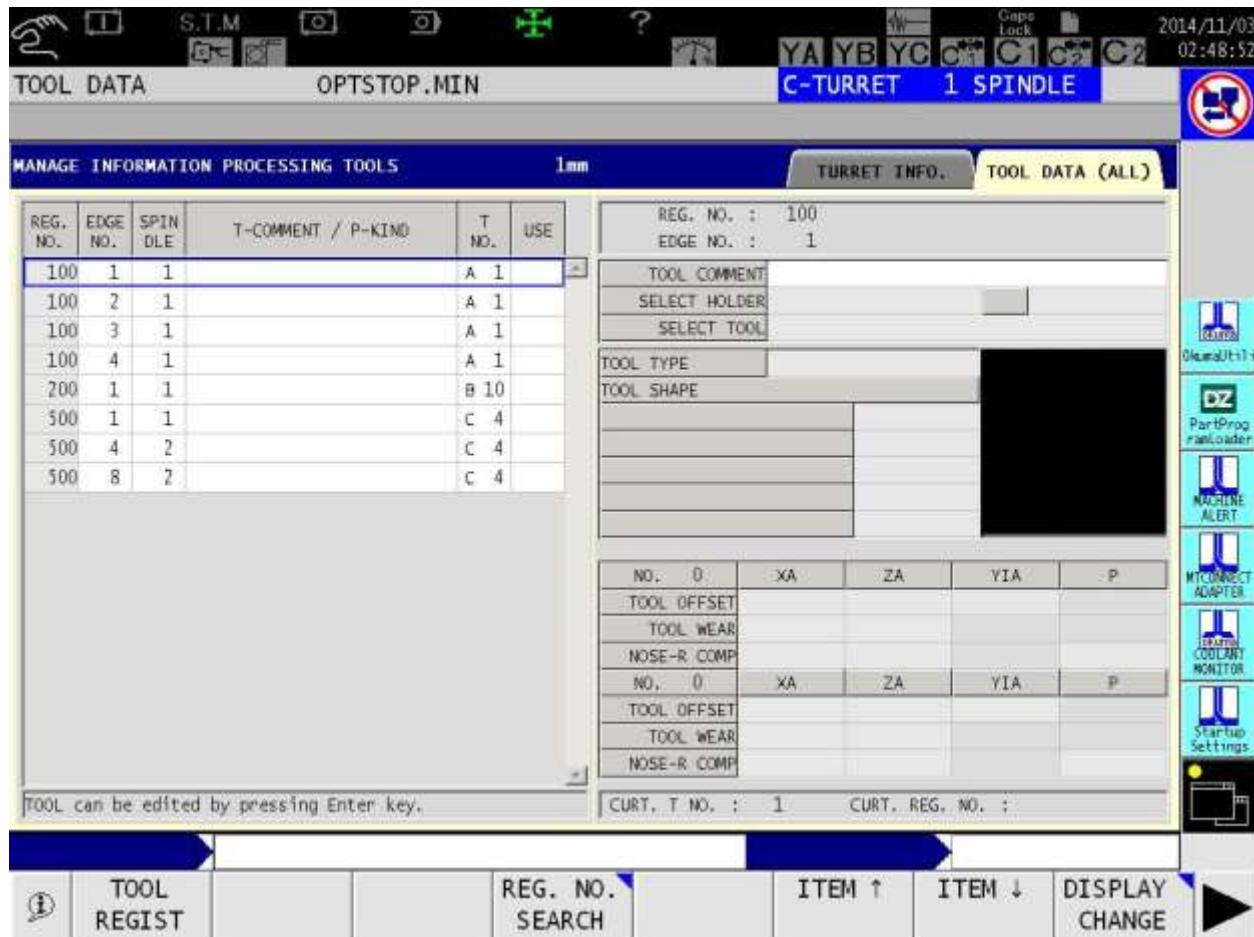 S.T.M
?
Caps Lock
2014/11/03
YA YB YC C1 C2
02:48:52
TOOL DATA OPTSTOP.MIN C-TURRET 1 SPINDLE
MANAGE INFORMATION PROCESSING TOOLS 1mm TURRET INFO. TOOL DATA (ALL)
REG. NO. EDGE NO. SPIN DLE T-COMMENT / P-KIND T NO. USE
100 1 1 A 1
100 2 1 A 1
100 3 1 A 1
100 4 1 A 1
200 1 1 B 10
500 1 1 C 4
500 4 2 C 4
500 8 2 C 4
TOOL can be edited by pressing Enter key.
REG. NO. : 100
EDGE NO. : 1
TOOL COMMENT
SELECT HOLDER
SELECT TOOL
TOOL TYPE
TOOL SHAPE
NO. 0 XA ZA YIA P
TOOL OFFSET
TOOL WEAR
NOSE-R COMP
NO. 0 XA ZA YIA P
TOOL OFFSET
TOOL WEAR
NOSE-R COMP
CURT. T NO. : 1 CURT. REG. NO. :
OkumaUtili
DZ
PartProg
ramLoader
MACHINE
ALERT
MTCONNECT
ADAPTER
COOLANT
MONITOR
Startup
Settings
TOOL REGIST
REG. NO. SEARCH
ITEM ↑
ITEM ↓
DISPLAY CHANGE